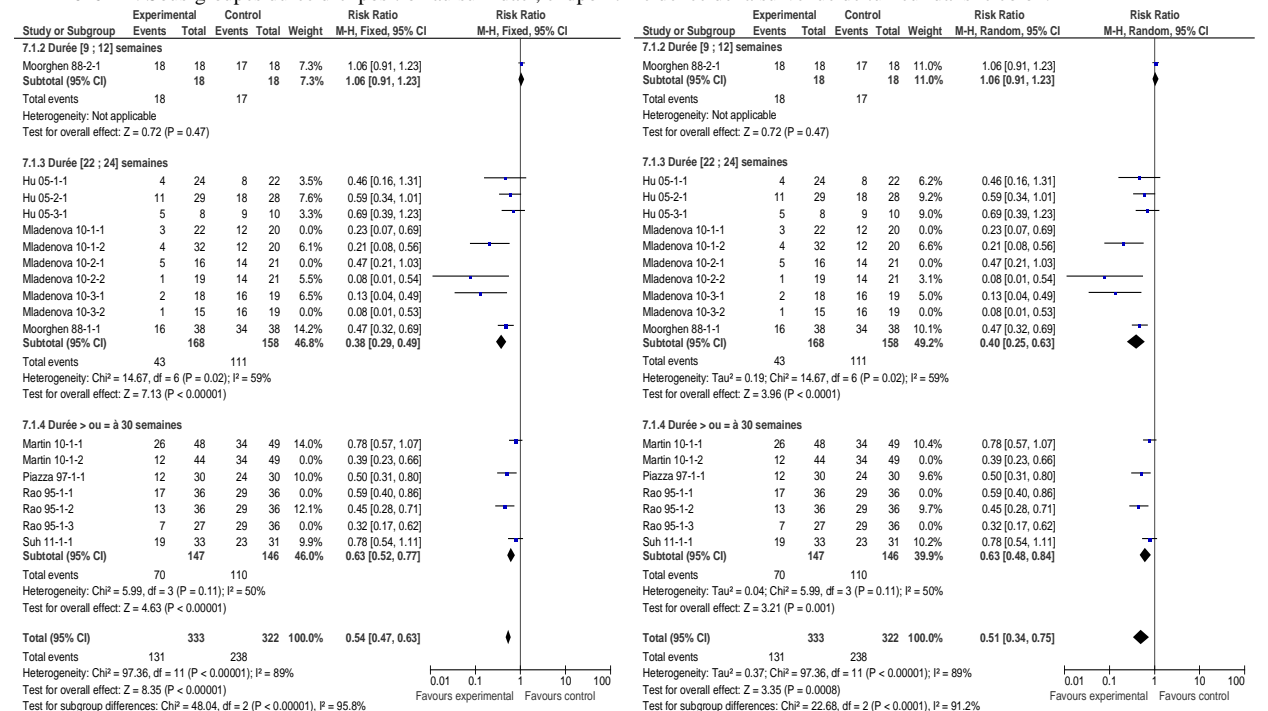 Experimental Control Risk Ratio Risk Ratio
Study or Subgroup Events Total Events Total Weight M-H, Fixed, 95% CI M-H, Fixed, 95% CI
7.1.2 Durée [9 ; 12] semaines
Moorghen 88-2-1 18 18 17 18 7.3% 1.06 [0.91, 1.23]
Subtotal (95% CI) 18 18 7.3% 1.06 [0.91, 1.23]
Total events 18 17
Heterogeneity: Not applicable
Test for overall effect: Z = 0.72 (P = 0.47)
7.1.3 Durée [22 ; 24] semaines
Hu 05-1-1 4 24 8 22 3.5% 0.46 [0.16, 1.31]
Hu 05-2-1 11 29 18 28 7.6% 0.59 [0.34, 1.01]
Hu 05-3-1 5 8 9 10 3.3% 0.69 [0.39, 1.23]
Mladenova 10-1-1 3 22 12 20 0.0% 0.23 [0.07, 0.69]
Mladenova 10-1-2 4 32 12 20 6.1% 0.21 [0.08, 0.56]
Mladenova 10-2-1 5 16 14 21 0.0% 0.47 [0.21, 1.03]
Mladenova 10-2-2 1 19 14 21 5.5% 0.08 [0.01, 0.54]
Mladenova 10-3-1 2 18 16 19 6.5% 0.13 [0.04, 0.49]
Mladenova 10-3-2 1 15 16 19 0.0% 0.08 [0.01, 0.53]
Moorghen 88-1-1 16 38 34 38 14.2% 0.47 [0.32, 0.69]
Subtotal (95% CI) 168 158 46.8% 0.38 [0.29, 0.49]
Total events 43 111
Heterogeneity: Chi² = 14.67, df = 6 (P = 0.02); I² = 59%
Test for overall effect: Z = 7.13 (P < 0.00001)
7.1.4 Durée > ou = à 30 semaines
Martin 10-1-1 26 48 34 49 14.0% 0.78 [0.57, 1.07]
Martin 10-1-2 12 44 34 49 0.0% 0.39 [0.23, 0.66]
Piazza 97-1-1 12 30 24 30 10.0% 0.50 [0.31, 0.80]
Rao 95-1-1 17 36 29 36 0.0% 0.59 [0.40, 0.86]
Rao 95-1-2 13 36 29 36 12.1% 0.45 [0.28, 0.71]
Rao 95-1-3 7 27 29 36 0.0% 0.32 [0.17, 0.62]
Suh 11-1-1 19 33 23 31 9.9% 0.78 [0.54, 1.11]
Subtotal (95% CI) 147 146 46.0% 0.63 [0.52, 0.77]
Total events 70 110
Heterogeneity: Chi² = 5.99, df = 3 (P = 0.11); I² = 50%
Test for overall effect: Z = 4.63 (P < 0.00001)
Total (95% CI) 333 322 100.0% 0.54 [0.47, 0.63]
Total events 131 238
Heterogeneity: Chi² = 97.36, df = 11 (P < 0.00001); I² = 89%
Test for overall effect: Z = 8.35 (P < 0.00001)
Test for subgroup differences: Chi² = 48.04, df = 2 (P < 0.00001), I² = 95.8%
0.01 0.1 1 10 100
Favours experimental Favours control
Experimental Control Risk Ratio Risk Ratio
Study or Subgroup Events Total Events Total Weight M-H, Random, 95% CI M-H, Random, 95% CI
7.1.2 Durée [9 ; 12] semaines
Moorghen 88-2-1 18 18 17 18 11.0% 1.06 [0.91, 1.23]
Subtotal (95% CI) 18 18 11.0% 1.06 [0.91, 1.23]
Total events 18 17
Heterogeneity: Not applicable
Test for overall effect: Z = 0.72 (P = 0.47)
7.1.3 Durée [22 ; 24] semaines
Hu 05-1-1 4 24 8 22 6.2% 0.46 [0.16, 1.31]
Hu 05-2-1 11 29 18 28 9.2% 0.59 [0.34, 1.01]
Hu 05-3-1 5 8 9 10 9.0% 0.69 [0.39, 1.23]
Mladenova 10-1-1 3 22 12 20 0.0% 0.23 [0.07, 0.69]
Mladenova 10-1-2 4 32 12 20 6.6% 0.21 [0.08, 0.56]
Mladenova 10-2-1 5 16 14 21 0.0% 0.47 [0.21, 1.03]
Mladenova 10-2-2 1 19 14 21 3.1% 0.08 [0.01, 0.54]
Mladenova 10-3-1 2 18 16 19 5.0% 0.13 [0.04, 0.49]
Mladenova 10-3-2 1 15 16 19 0.0% 0.08 [0.01, 0.53]
Moorghen 88-1-1 16 38 34 38 10.1% 0.47 [0.32, 0.69]
Subtotal (95% CI) 168 158 49.2% 0.40 [0.25, 0.63]
Total events 43 111
Heterogeneity: Tau² = 0.19; Chi² = 14.67, df = 6 (P = 0.02); I² = 59%
Test for overall effect: Z = 3.96 (P < 0.0001)
7.1.4 Durée > ou = à 30 semaines
Martin 10-1-1 26 48 34 49 10.4% 0.78 [0.57, 1.07]
Martin 10-1-2 12 44 34 49 0.0% 0.39 [0.23, 0.66]
Piazza 97-1-1 12 30 24 30 9.6% 0.50 [0.31, 0.80]
Rao 95-1-1 17 36 29 36 0.0% 0.59 [0.40, 0.86]
Rao 95-1-2 13 36 29 36 9.7% 0.45 [0.28, 0.71]
Rao 95-1-3 7 27 29 36 0.0% 0.32 [0.17, 0.62]
Suh 11-1-1 19 33 23 31 10.2% 0.78 [0.54, 1.11]
Subtotal (95% CI) 147 146 39.9% 0.63 [0.48, 0.84]
Total events 70 110
Heterogeneity: Tau² = 0.04; Chi² = 5.99, df = 3 (P = 0.11); I² = 50%
Test for overall effect: Z = 3.21 (P = 0.001)
Total (95% CI) 333 322 100.0% 0.51 [0.34, 0.75]
Total events 131 238
Heterogeneity: Tau² = 0.37; Chi² = 97.36, df = 11 (P < 0.00001); I² = 89%
Test for overall effect: Z = 3.35 (P = 0.0008)
Test for subgroup differences: Chi² = 22.68, df = 2 (P < 0.0001), I² = 91.2%
0.01 0.1 1 10 100
Favours experimental Favours control